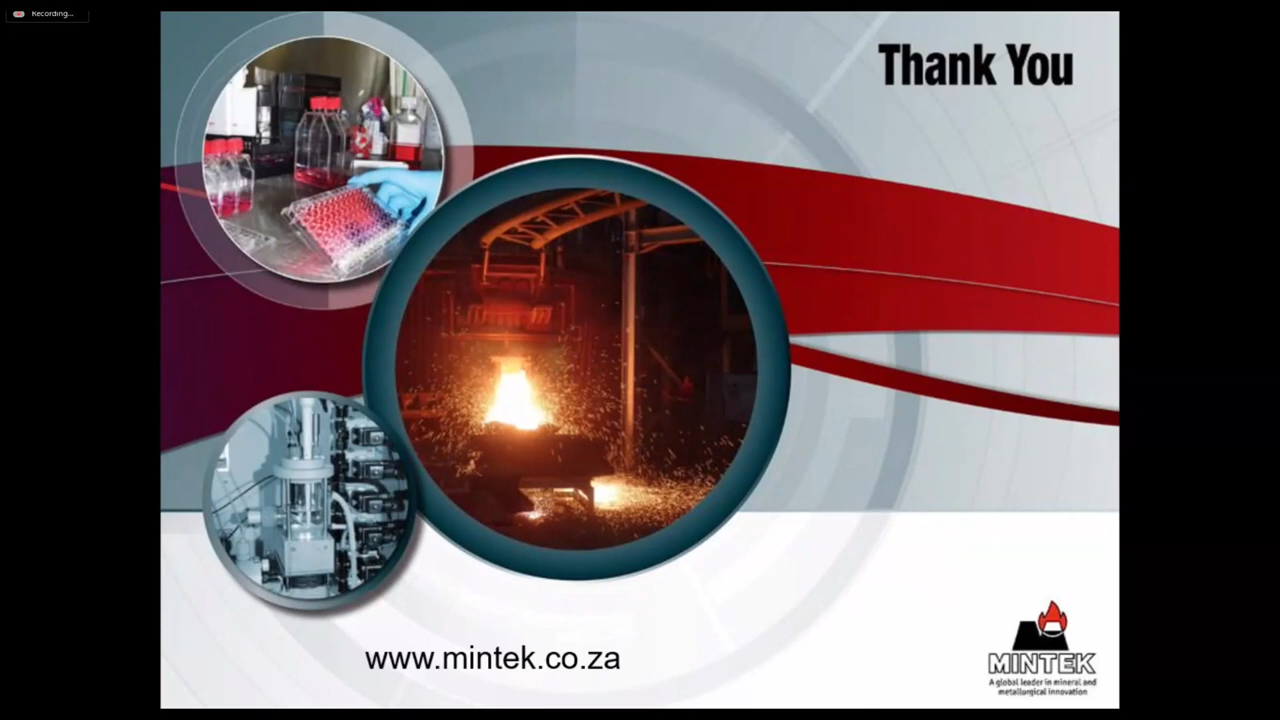 Recording...
Thank You
www.mintek.co.za
MINTEK
A global leader in mineral and
metallurgical innovation